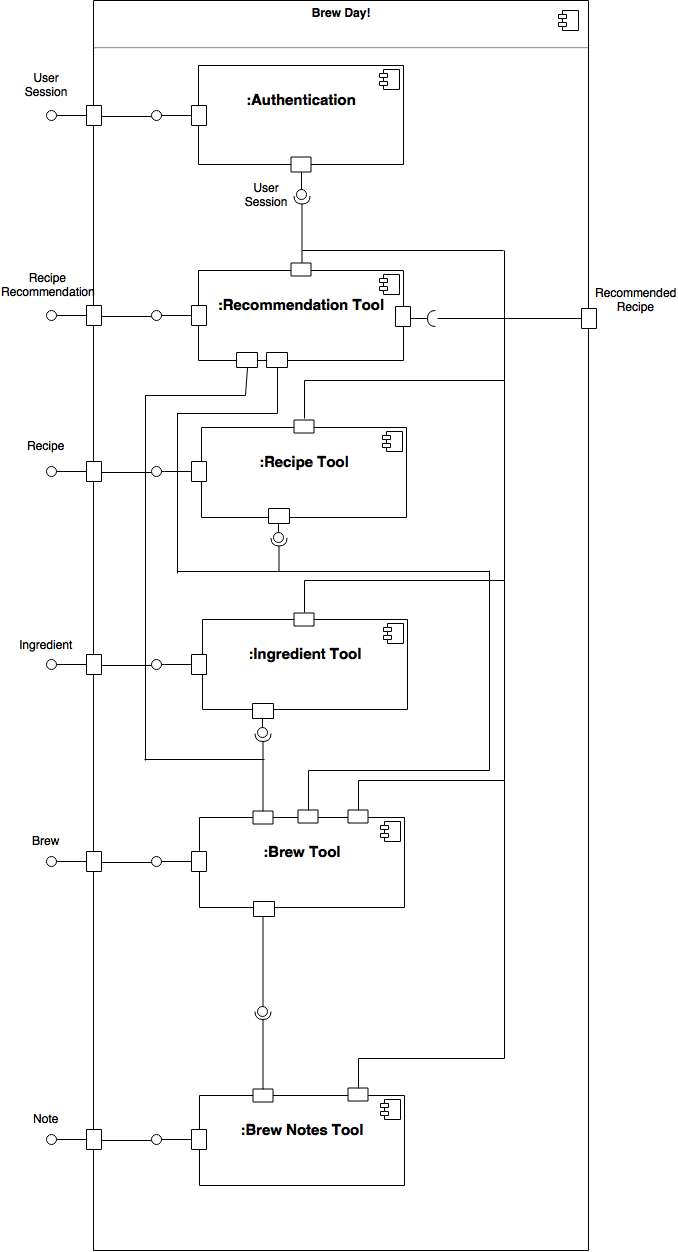 Brew Day!
User
Session
:Authentication
User
Session
Recipe
Recommendation
:Recommendation Tool
Recommended
Recipe
Recipe
:Recipe Tool
Ingredient
:Ingredient Tool
Brew
:Brew Tool
Note
:Brew Notes Tool